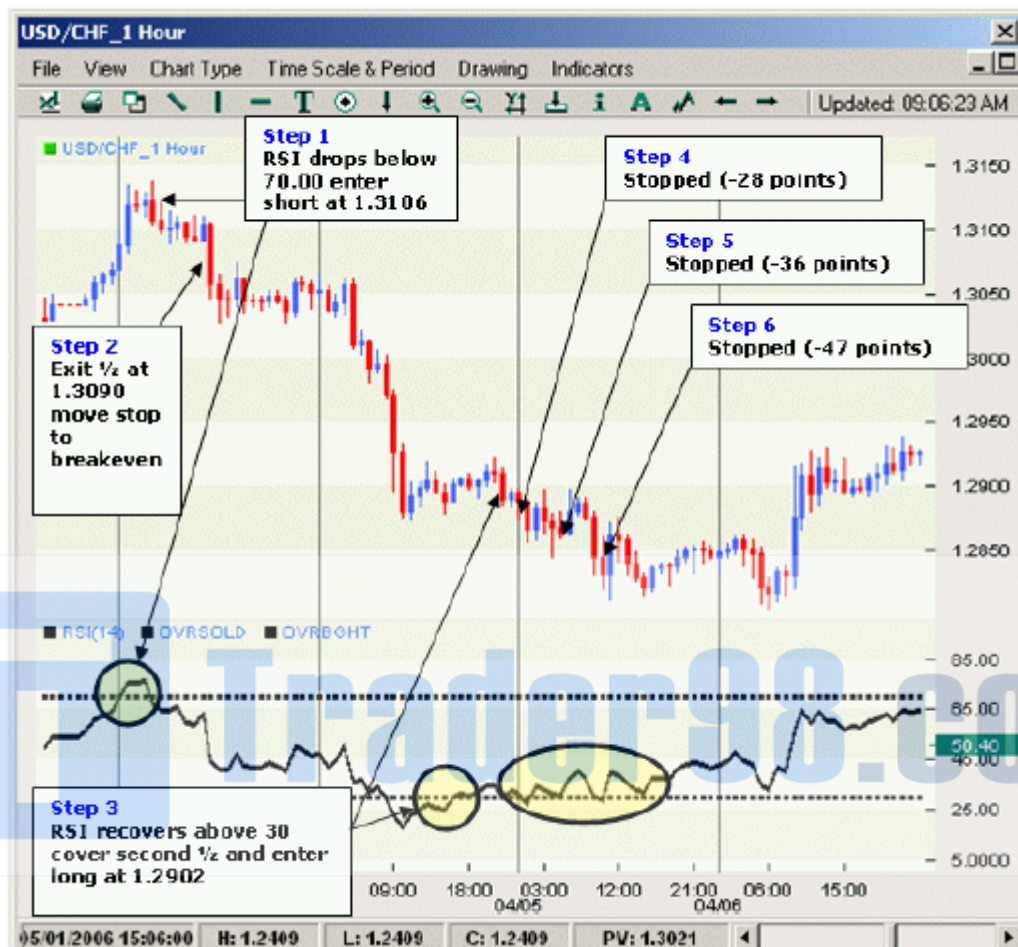 USD/CHF_1 Hour
File View Chart Type Time Scale & Period Drawing Indicators
Updated: 09:06:23 AM
USD/CHF_1 Hour
Step 1
RSI drops below
70.00 enter
short at 1.3106
Step 4
Stopped (-28 points)
Step 5
Stopped (-36 points)
Step 6
Stopped (-47 points)
Step 2
Exit ½ at
1.3090
move stop
to
breakeven
1.3150
1.3100
1.3050
1.3000
1.2950
1.2900
1.2850
RSI(14) OVRSOLD OVRBGHT
85.00
65.00
50.40
45.00
25.00
5.0000
Trader98.co
Step 3
RSI recovers above 30
cover second ½ and enter
long at 1.2902
09:00 18:00 03:00 12:00 21:00 06:00 15:00
04/05 04/06
05/01/2006 15:06:00 H: 1.2409 L: 1.2409 C: 1.2409 PV: 1.3021